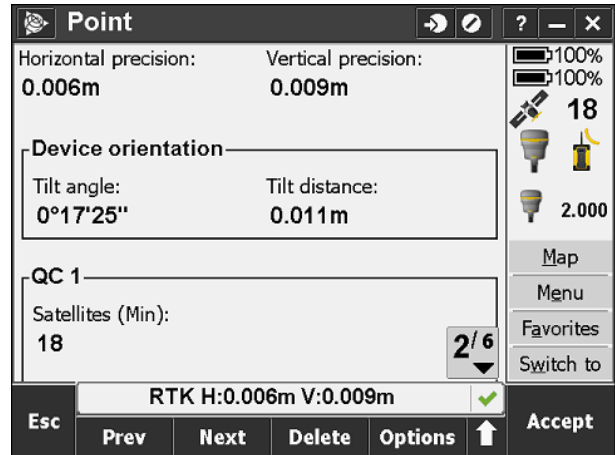 Point
? – ×
Horizontal precision: Vertical precision:
0.006m 0.009m
Device orientation
Tilt angle: Tilt distance:
0°17'25" 0.011m
QC 1
Satellites (Min):
18
2/6
100%
100%
18
2.000
Map
Menu
Favorites
Switch to
RTK H:0.006m V:0.009m
Esc
Prev Next Delete Options
Accept